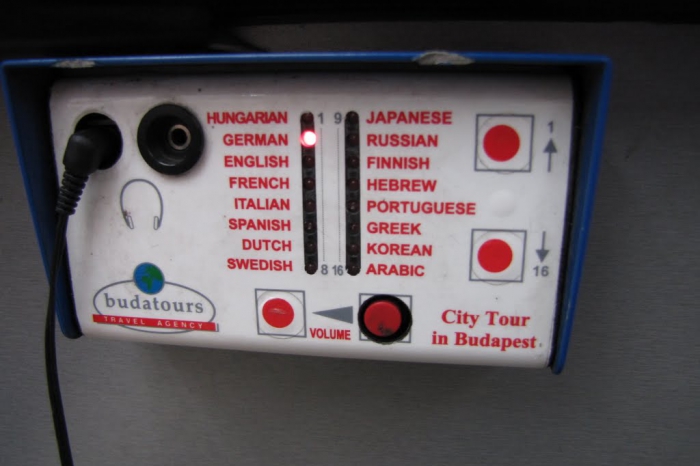 HUNGARIAN 1 9 JAPANESE
GERMAN RUSSIAN
ENGLISH FINNISH
FRENCH HEBREW
ITALIAN PORTUGUESE
SPANISH GREEK
DUTCH KOREAN
SWEDISH 8 16 ARABIC
1
16
budatours
TRAVEL AGENCY
VOLUME
City Tour
in Budapest